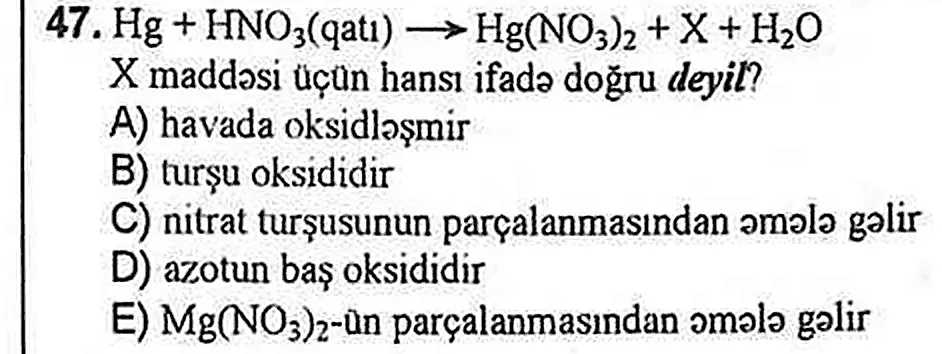 47. Hg + HNO₃(qatı) ⟶ Hg(NO₃)₂ + X + H₂O
X maddəsi üçün hansı ifadə doğru deyil?
A) havada oksidləşmir
B) turşu oksididir
C) nitrat turşusunun parçalanmasından əmələ gəlir
D) azotun baş oksididir
E) Mg(NO₃)₂-ün parçalanmasından əmələ gəlir